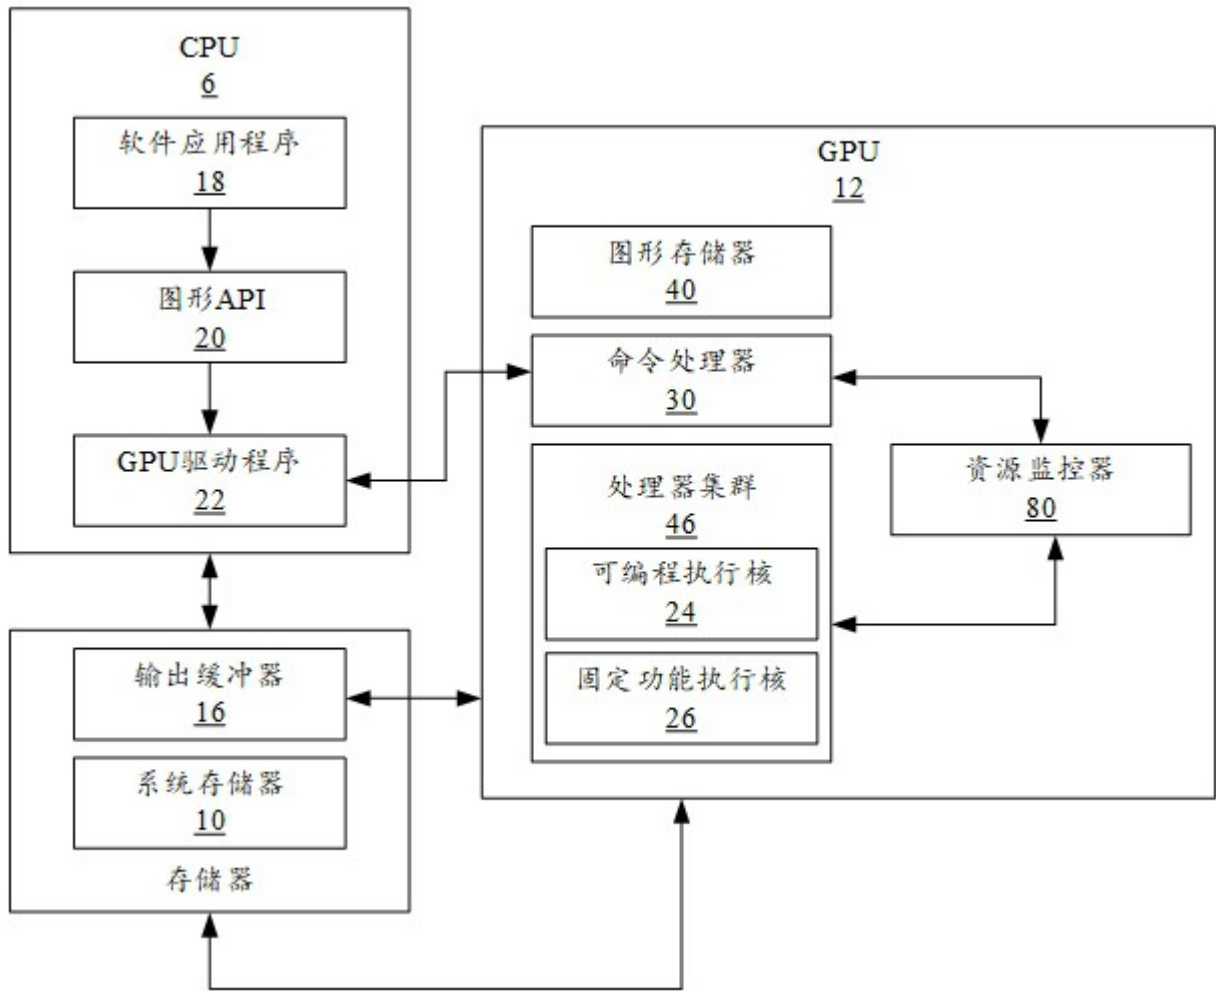 CPU
6
软件应用程序
18
图形API
20
GPU驱动程序
22
输出缓冲器
16
系统存储器
10
存储器
GPU
12
图形存储器
40
命令处理器
30
处理器集群
46
可编程执行核
24
固定功能执行核
26
资源监控器
80